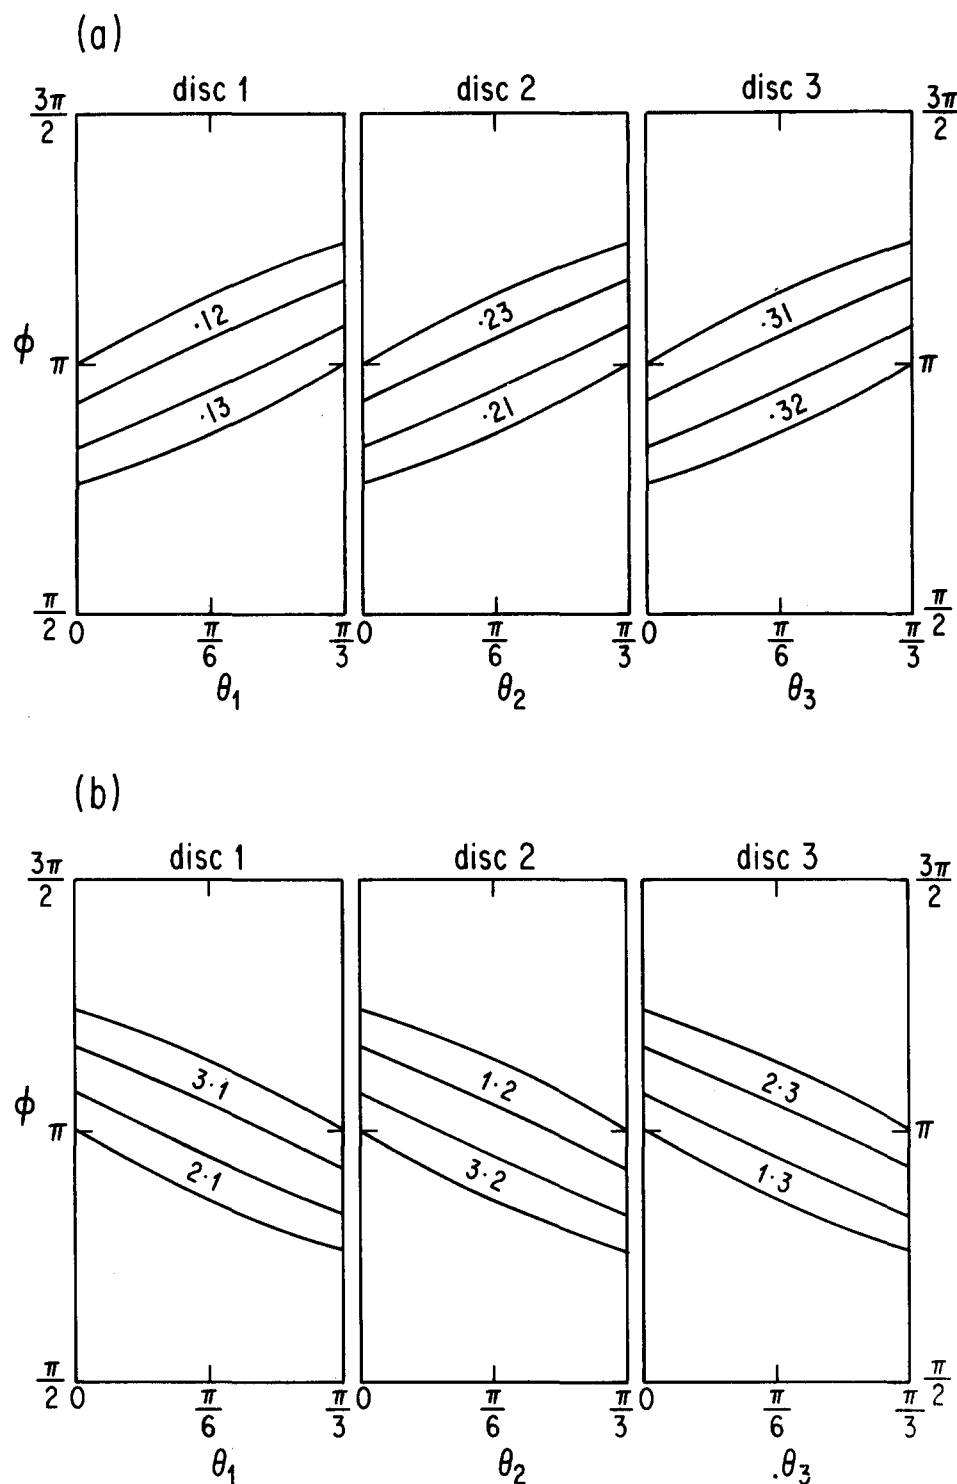 (a)
disc 1 disc 2 disc 3
3π/2 3π/2
·12 ·23 ·31
ϕ π π
·13 ·21 ·32
π/2 π/2
0 π/6 π/3 0 π/6 π/3 0 π/6 π/3
θ₁ θ₂ θ₃
(b)
disc 1 disc 2 disc 3
3π/2 3π/2
3·1 1·2 2·3
ϕ π π
2·1 3·2 1·3
π/2 π/2
0 π/6 π/3 0 π/6 π/3 0 π/6 π/3
θ₁ θ₂ .θ₃